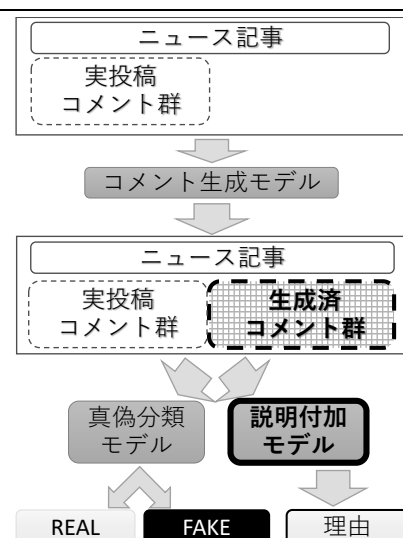 ニュース記事
実投稿
コメント群
コメント生成モデル
ニュース記事
実投稿
コメント群
生成済
コメント群
真偽分類
モデル
説明付加
モデル
REAL
FAKE
理由